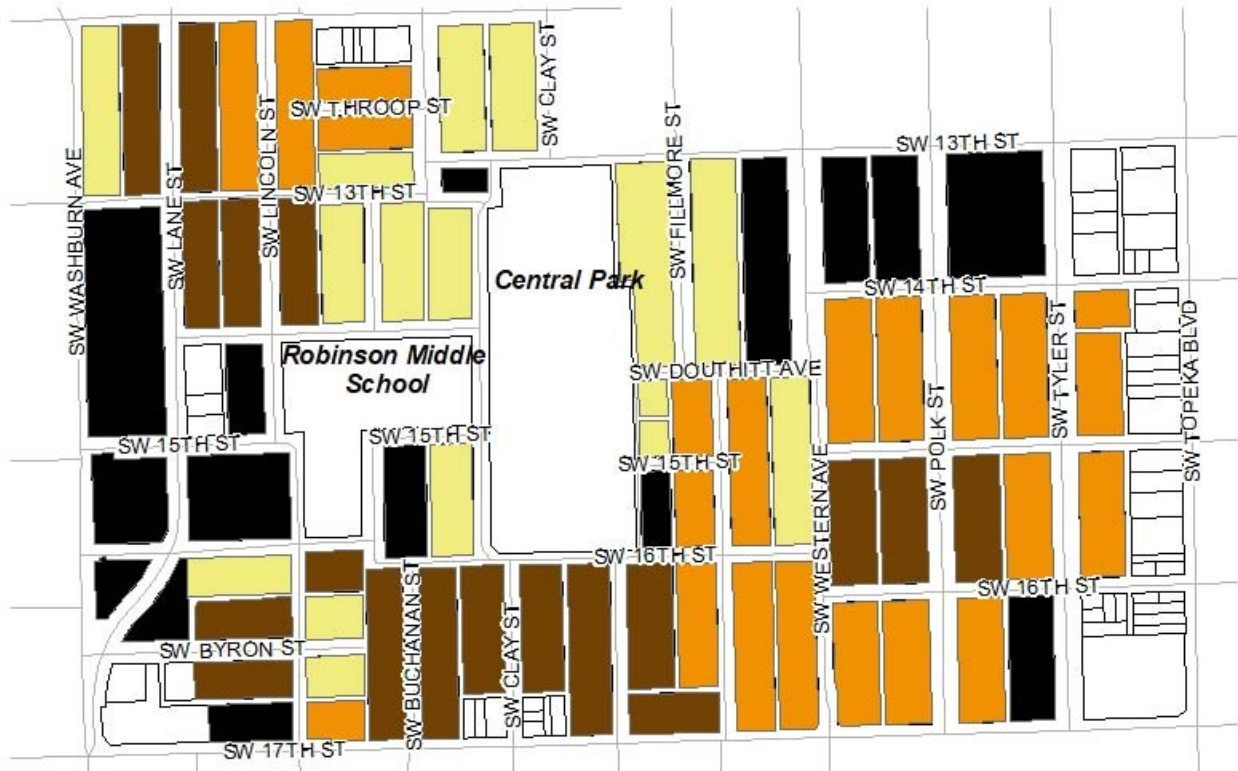 SW CLAY ST
SW THROOP ST
SW LINCOLN ST
SW FILLMORE ST
SW 13TH ST
SW WASHBURN AVE
SW LANE ST
SW 13TH ST
Central Park
SW 14TH ST
SW TYLER ST
SW TOPEKA BLVD
Robinson Middle
School
SW DOUTHITT AVE
SW POLK ST
SW 15TH ST
SW 15TH ST
SW 15TH ST
SW WESTERN AVE
SW 16TH ST
SW 16TH ST
SW BUCHANAN ST
SW CLAY ST
SW BYRON ST
SW 17TH ST